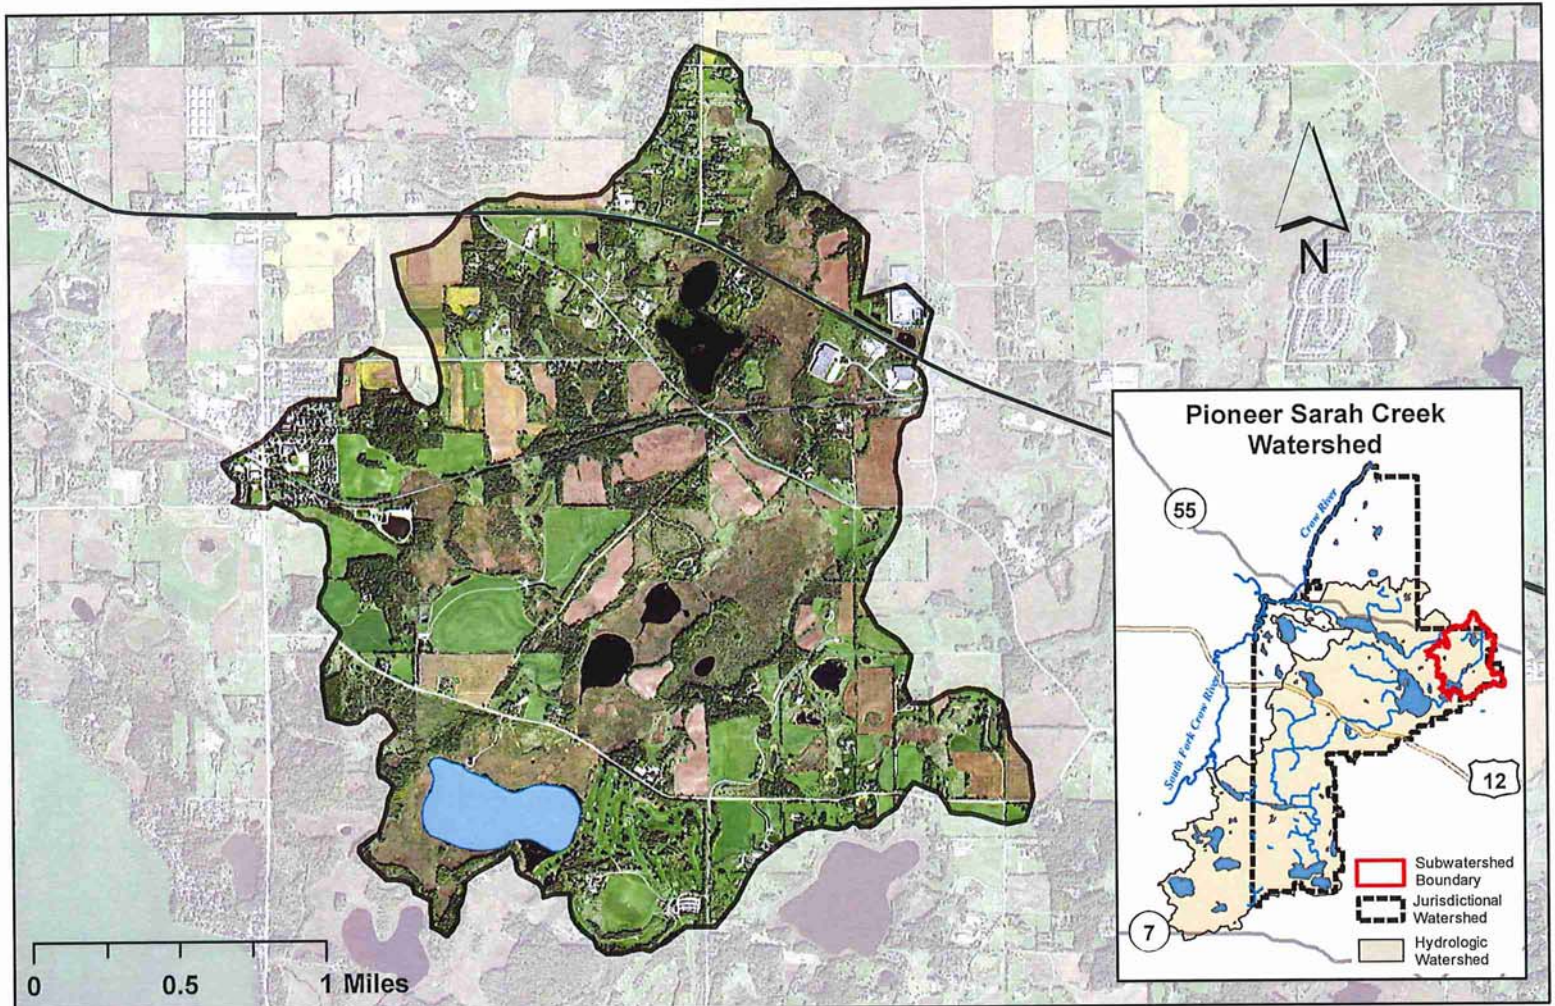 N
Pioneer Sarah Creek
Watershed
55
Crow River
South Fork Crow River
12
7
Subwatershed
Boundary
Jurisdictional
Watershed
Hydrologic
Watershed
0
0.5
1 Miles